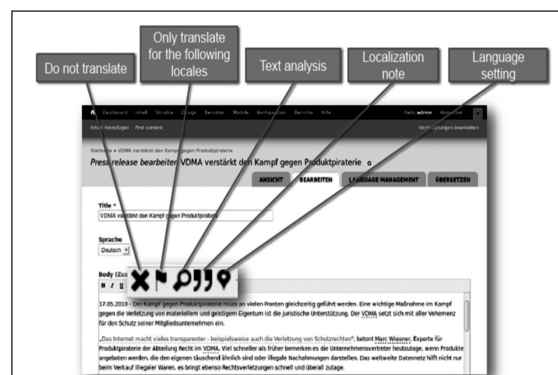 Do not translate
Only translate
for the following
locales
Text analysis
Localization
note
Language
setting
Dashboard Inhalt Struktur Design Benutzer Module Konfiguration Berichte Hilfe
Hallo admin Abmelden
Inhalt hinzufügen Find content
Verknüpfungen bearbeiten
Startseite » VDMA verstärkt den Kampf gegen Produktpiraterie
Press release bearbeiten VDMA verstärkt den Kampf gegen Produktpiraterie
ANSICHT BEARBEITEN LANGUAGE MANAGEMENT ÜBERSETZEN
Title *
VDMA verstärkt den Kampf gegen Produktpiraterie
Sprache
Deutsch
Body
B I U
17.05.2010 - Der Kampf gegen Produktpiraterie muss an vielen Fronten gleichzeitig geführt werden. Eine wichtige Maßnahme im Kampf
gegen die Verletzung von materiellem und geistigem Eigentum ist die juristische Unterstützung. Der VDMA setzt sich mit aller Vehemenz
für den Schutz seiner Mitgliedsunternehmen ein.
„Das Internet macht vieles transparenter - beispielsweise auch die Verletzung von Schutzrechten", betont Marc Wiesner, Experte für
Produktpiraterie der Abteilung Recht im VDMA. Viel schneller als früher bemerken es die Unternehmensvertreter heutzutage, wenn Produkte
angeboten werden, die den eigenen täuschend ähnlich sind oder illegale Nachahmungen darstellen. Das weltweite Datennetz hilft nicht nur
beim Verkauf illegaler Waren, es bringt ebenso Rechtsverletzungen schnell und überall zutage.